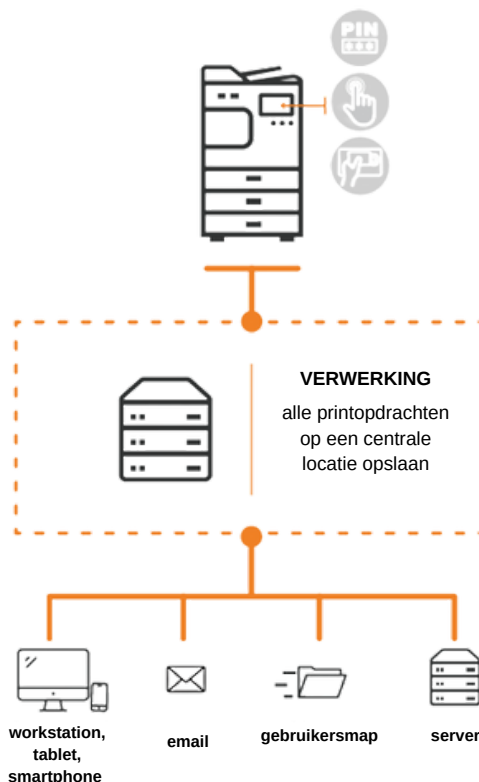 PIN
VERWERKING
alle printopdrachten
op een centrale
locatie opslaan
workstation,
tablet,
smartphone
email
gebruikersmap
server